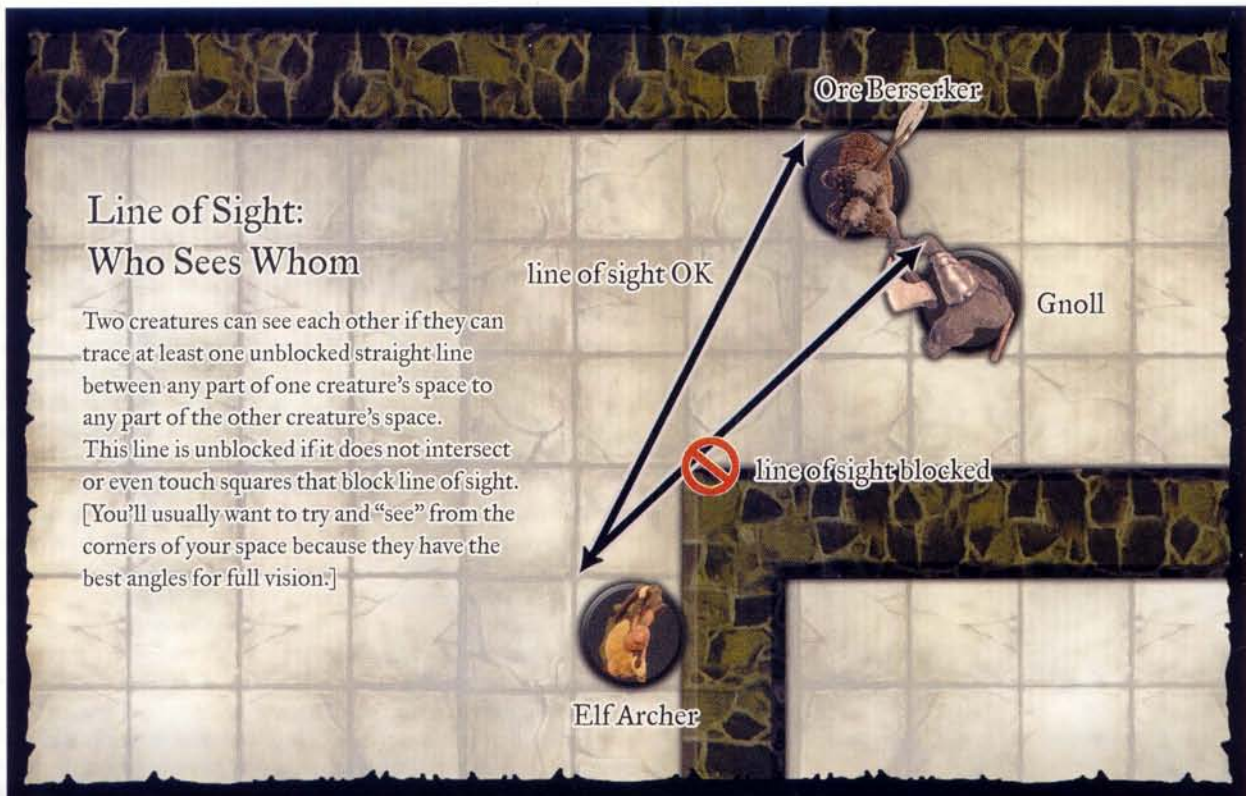 Orc Berserker
Line of Sight:
Who Sees Whom
line of sight OK
Gnoll
Two creatures can see each other if they can
trace at least one unblocked straight line
between any part of one creature's space to
any part of the other creature's space.
This line is unblocked if it does not intersect
or even touch squares that block line of sight.
[You'll usually want to try and "see" from the
corners of your space because they have the
best angles for full vision.]
line of sight blocked
Elf Archer